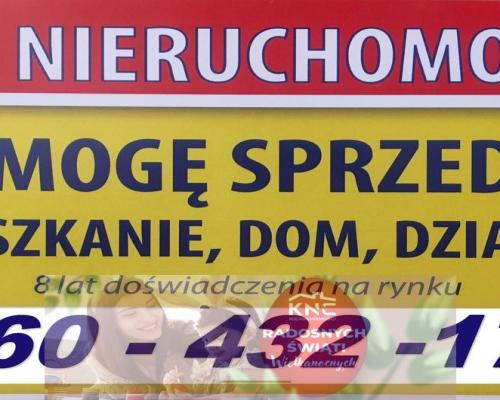 NIERUCHOMO
MOGĘ SPRZED
SZKANIE, DOM, DZIA
8 lat doświadczenia na rynku
60 - 432 - 1
KNC
RADOSNYCH
ŚWIĄT!
Wielkanocnych